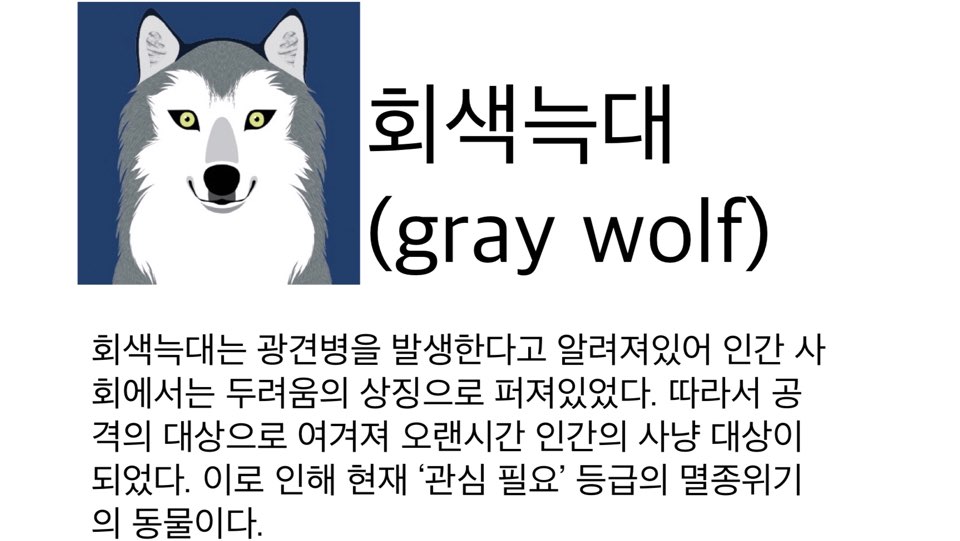 회색늑대
(gray wolf)
회색늑대는 광견병을 발생한다고 알려져있어 인간 사
회에서는 두려움의 상징으로 퍼져있었다. 따라서 공
격의 대상으로 여겨져 오랜시간 인간의 사냥 대상이
되었다. 이로 인해 현재 ‘관심 필요’ 등급의 멸종위기
의 동물이다.